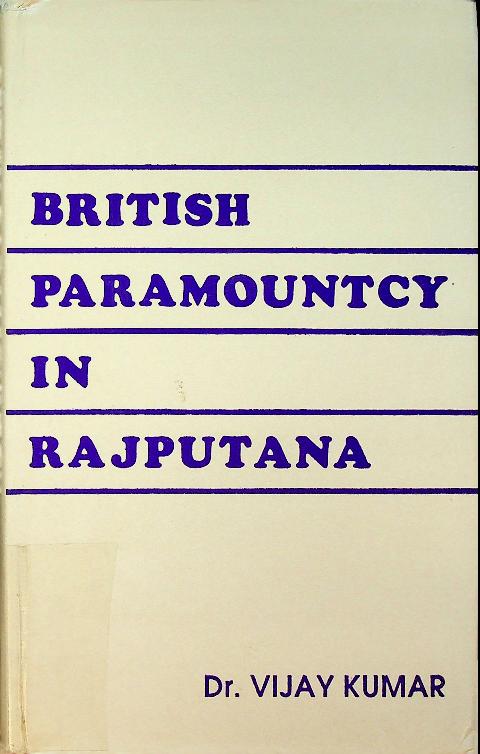 BRITISH
PARAMOUNTCY
IN
RAJPUTANA
Dr. VIJAY KUMAR